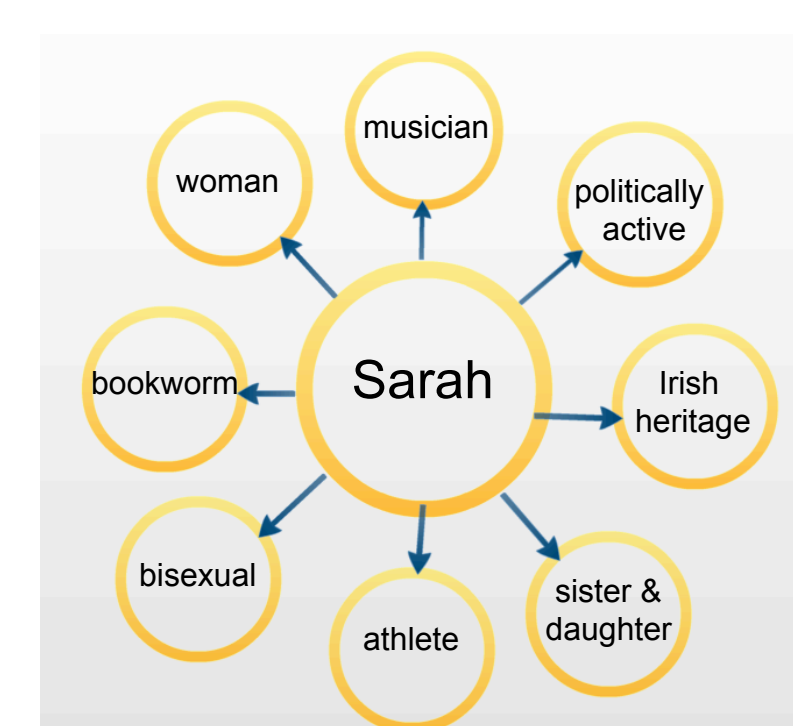 musician
woman
politically
active
bookworm
Sarah
Irish
heritage
bisexual
athlete
sister &
daughter